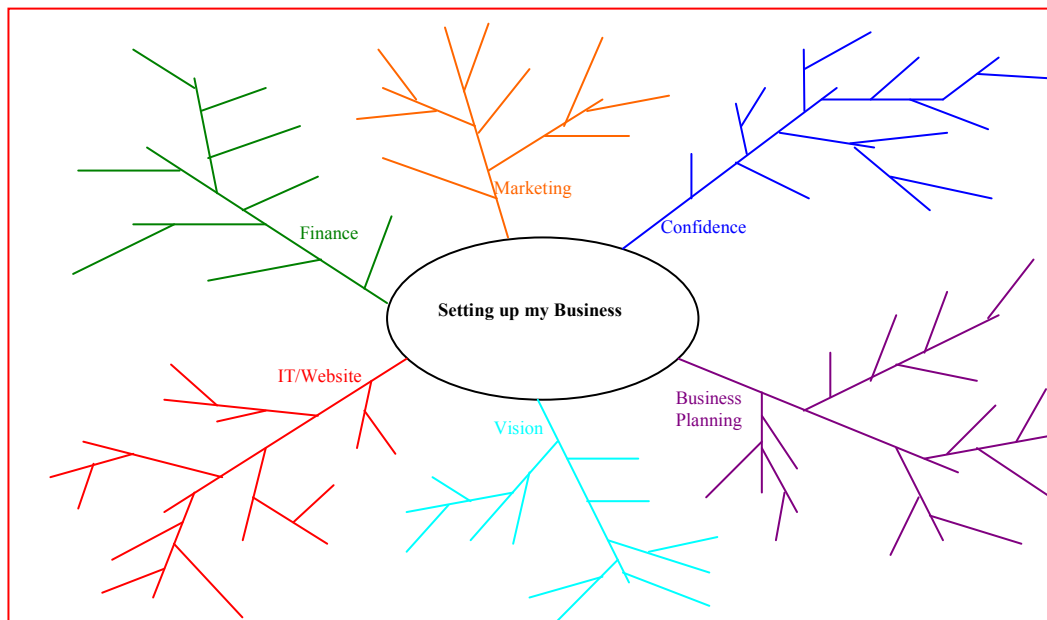 Marketing
Confidence
Finance
Setting up my Business
IT/Website
Business
Planning
Vision